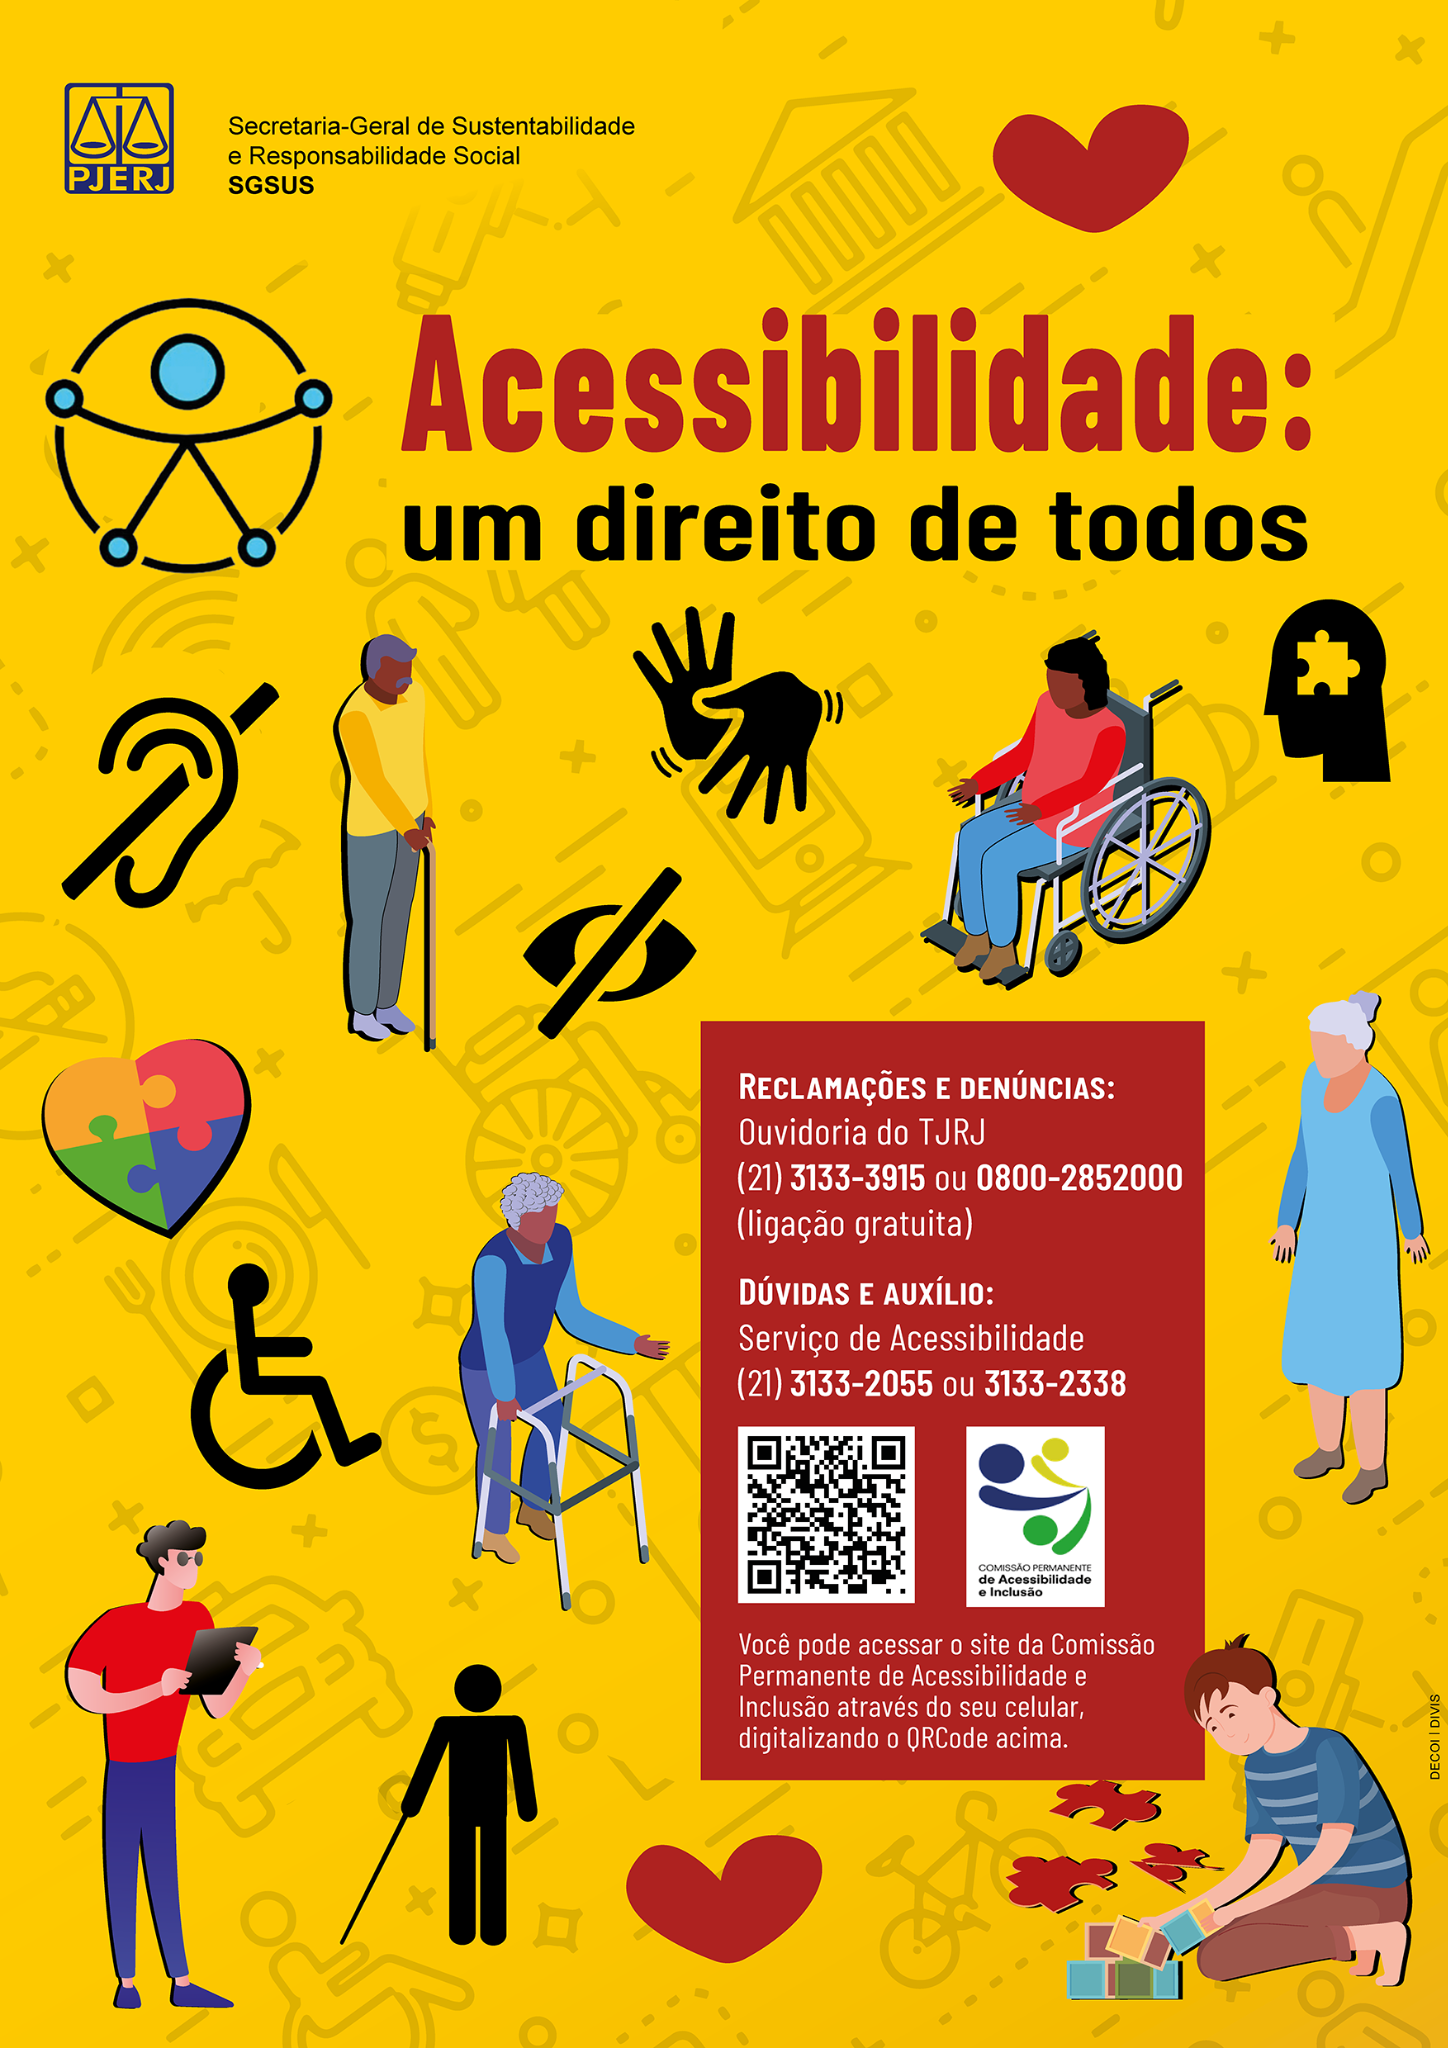 PJERJ
Secretaria-Geral de Sustentabilidade
e Responsabilidade Social
SGSUS
Acessibilidade:
um direito de todos
RECLAMAÇÕES E DENÚNCIAS:
Ouvidoria do TJRJ
(21) 3133-3915 ou 0800-2852000
(ligação gratuita)
DÚVIDAS E AUXÍLIO:
Serviço de Acessibilidade
(21) 3133-2055 ou 3133-2338
COMISSÃO PERMANENTE
de Acessibilidade
e Inclusão
Você pode acessar o site da Comissão
Permanente de Acessibilidade e
Inclusão através do seu celular,
digitalizando o QRCode acima.
DECOI | DIVIS